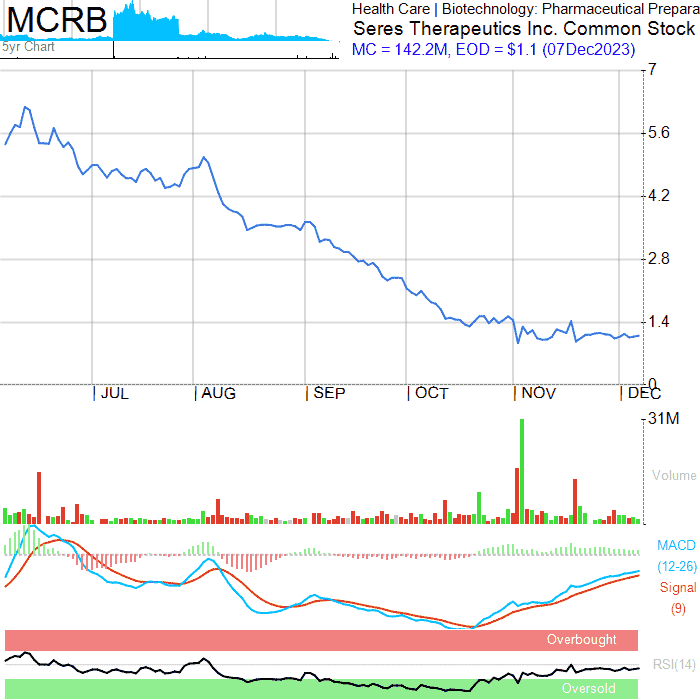 MCRB
5yr Chart
Health Care | Biotechnology: Pharmaceutical Prepara
Seres Therapeutics Inc. Common Stock
MC = 142.2M, EOD = $1.1 (07Dec2023)
7
5.6
4.2
2.8
1.4
0
JUL AUG SEP OCT NOV DEC
31M
Volume
MACD
(12-26)
Signal
(9)
Overbought
RSI(14)
Oversold